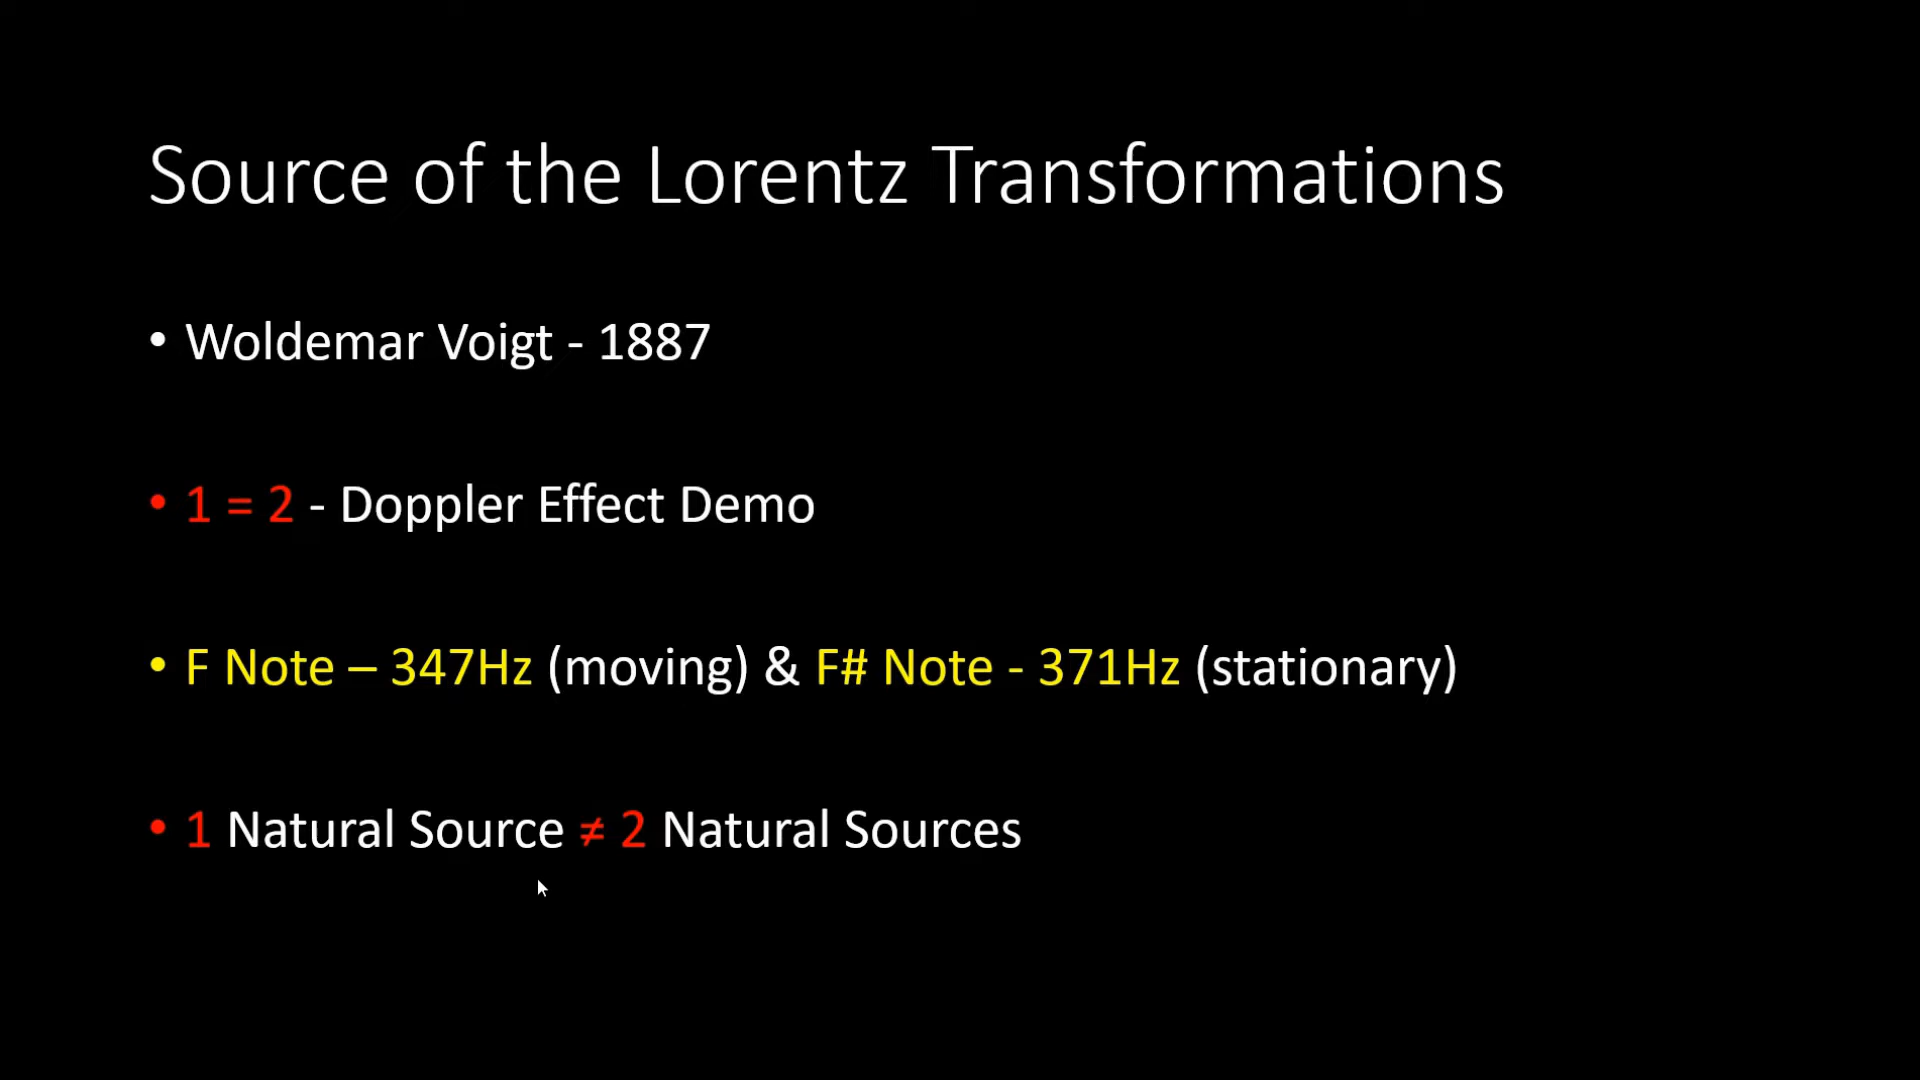 Source of the Lorentz Transformations
• Woldemar Voigt - 1887
• 1 = 2 - Doppler Effect Demo
• F Note – 347Hz (moving) & F# Note - 371Hz (stationary)
• 1 Natural Source ≠ 2 Natural Sources